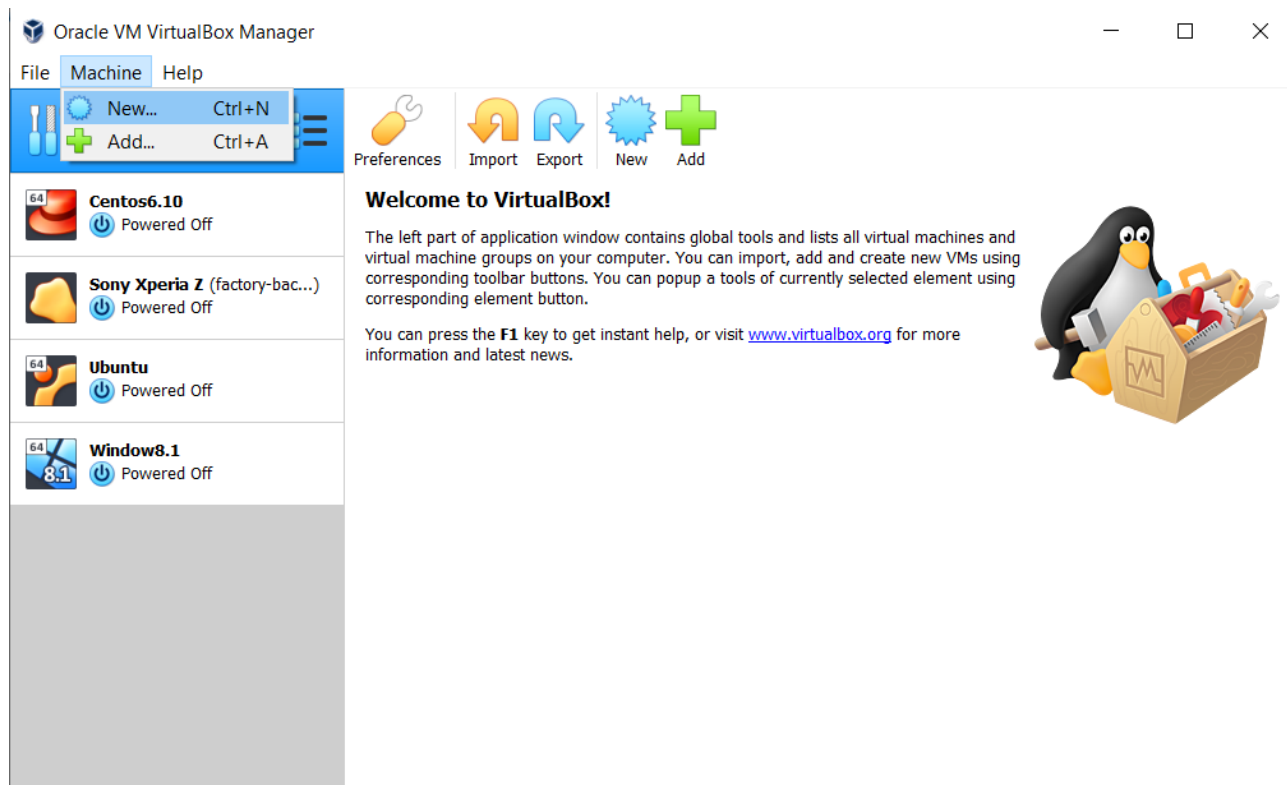 Oracle VM VirtualBox Manager
File Machine Help
New... Ctrl+N
Add... Ctrl+A
Preferences Import Export New Add
64
Centos6.10
Powered Off
Sony Xperia Z (factory-bac...)
Powered Off
64
Ubuntu
Powered Off
64
8.1
Window8.1
Powered Off
Welcome to VirtualBox!
The left part of application window contains global tools and lists all virtual machines and
virtual machine groups on your computer. You can import, add and create new VMs using
corresponding toolbar buttons. You can popup a tools of currently selected element using
corresponding element button.
You can press the F1 key to get instant help, or visit www.virtualbox.org for more
information and latest news.